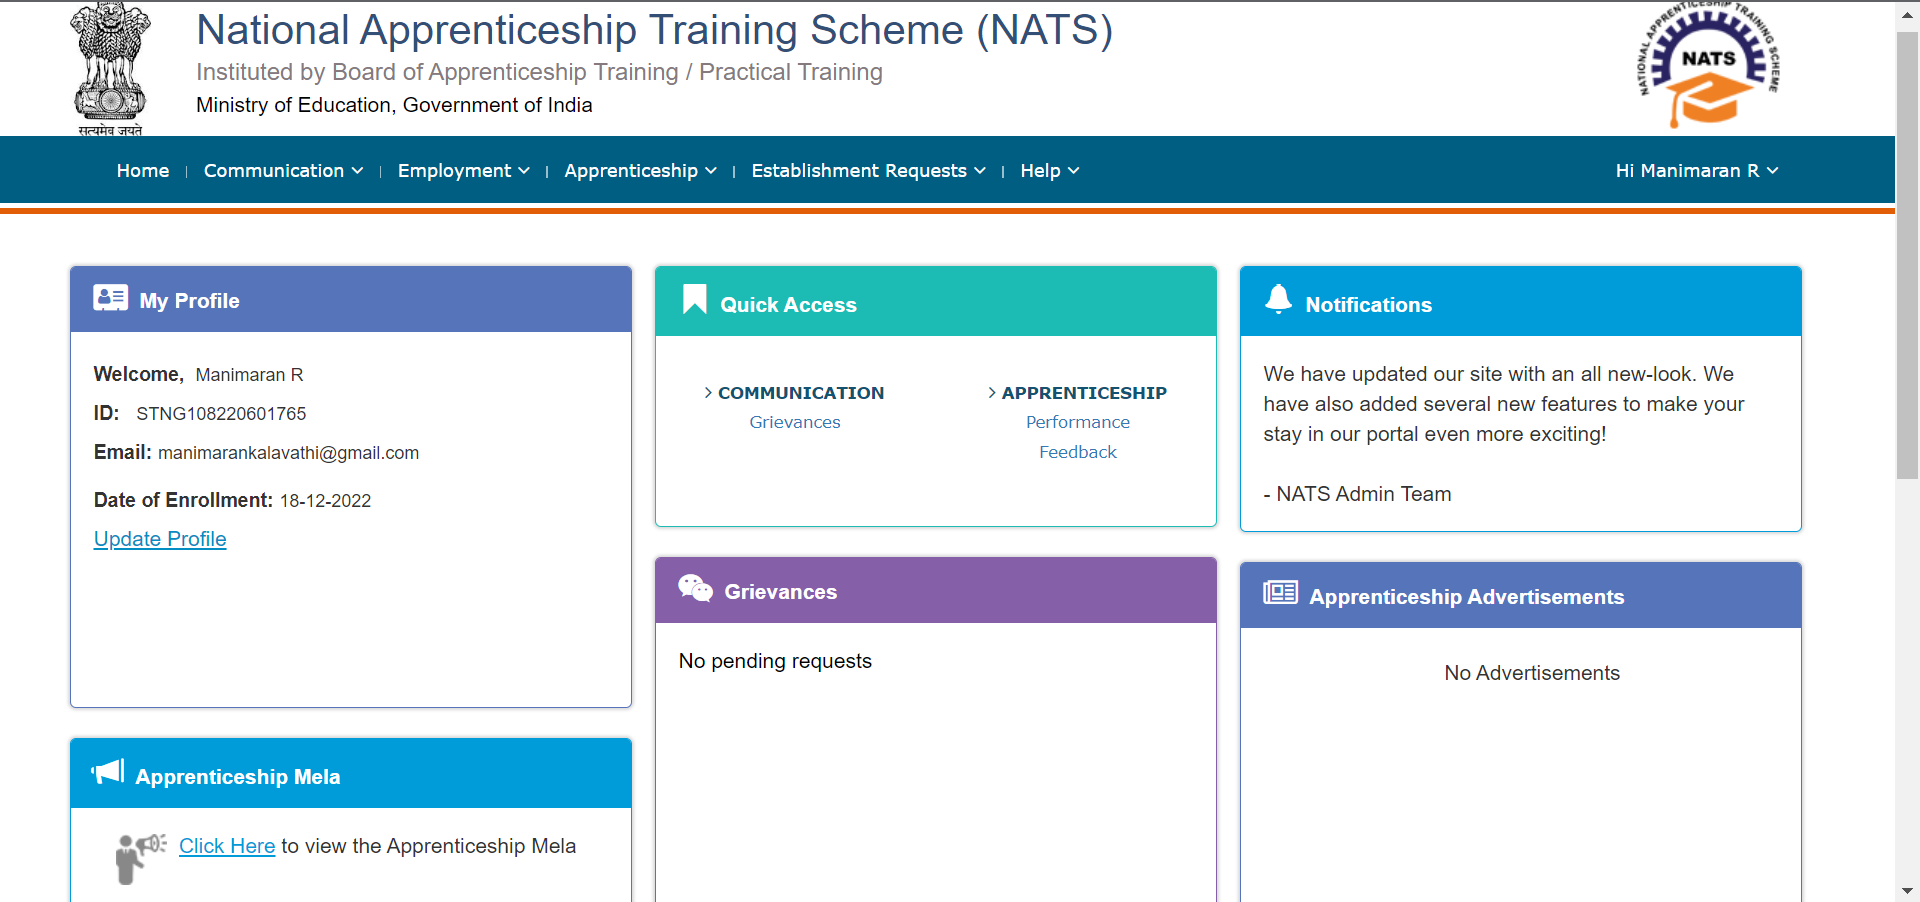 National Apprenticeship Training Scheme (NATS)
Instituted by Board of Apprenticeship Training / Practical Training
Ministry of Education, Government of India
सत्यमेव जयते
NATIONAL APPRENTICESHIP TRAINING SCHEME
NATS
Home | Communication | Employment | Apprenticeship | Establishment Requests | Help
Hi Manimaran R
My Profile
Welcome, Manimaran R
ID: STNG108220601765
Email: manimarankalavathi@gmail.com
Date of Enrollment: 18-12-2022
Update Profile
Apprenticeship Mela
Click Here to view the Apprenticeship Mela
Quick Access
> COMMUNICATION
Grievances
> APPRENTICESHIP
Performance
Feedback
Grievances
No pending requests
Notifications
We have updated our site with an all new-look. We
have also added several new features to make your
stay in our portal even more exciting!
- NATS Admin Team
Apprenticeship Advertisements
No Advertisements